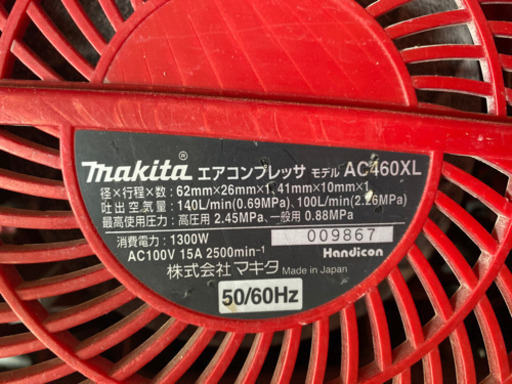 makita® エアコンプレッサ モデル AC460XL
径×行程×数：62mm×26mm×1,41mm×10mm×1
吐出空気量：140L/min(0.69MPa), 100L/min(2.26MPa)
最高使用圧力：高圧用 2.45MPa, 一般用 0.88MPa
消費電力：1300W 009867
AC100V 15A 2500min⁻¹ Handicon
株式会社マキタ Made in Japan
50/60Hz